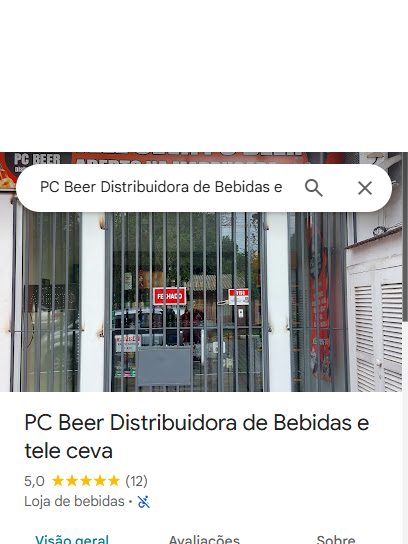 PC BEER
PC Beer Distribuidora de Bebidas e
FECHADO
PC Beer Distribuidora de Bebidas e
tele ceva
5,0 (12)
Loja de bebidas ·
Visão geral Avaliações Sobre